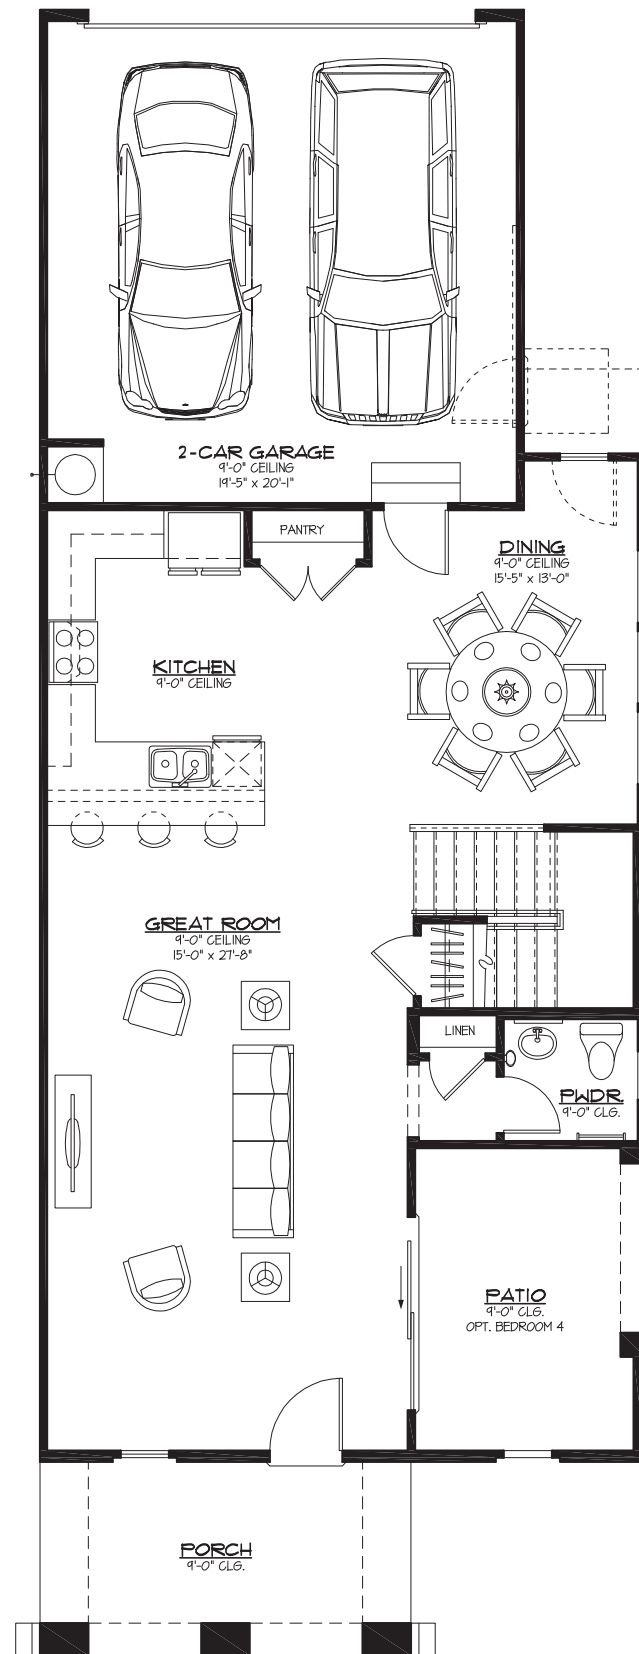 2-CAR GARAGE
9'-0" CEILING
19'-5" x 20'-1"
PANTRY
DINING
9'-0" CEILING
15'-5" x 13'-0"
KITCHEN
9'-0" CEILING
GREAT ROOM
9'-0" CEILING
15'-0" x 27'-8"
LINEN
PWDR.
9'-0" CLG.
PATIO
9'-0" CLG.
OPT. BEDROOM 4
PORCH
9'-0" CLG.